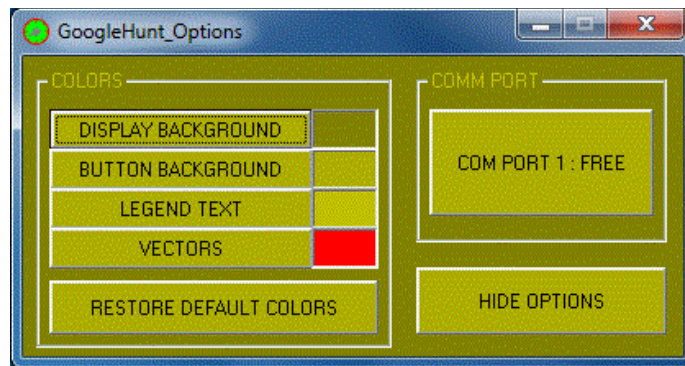 GoogleHunt_Options
COLORS
DISPLAY BACKGROUND
BUTTON BACKGROUND
LEGEND TEXT
VECTORS
RESTORE DEFAULT COLORS
COMM PORT
COM PORT 1 : FREE
HIDE OPTIONS